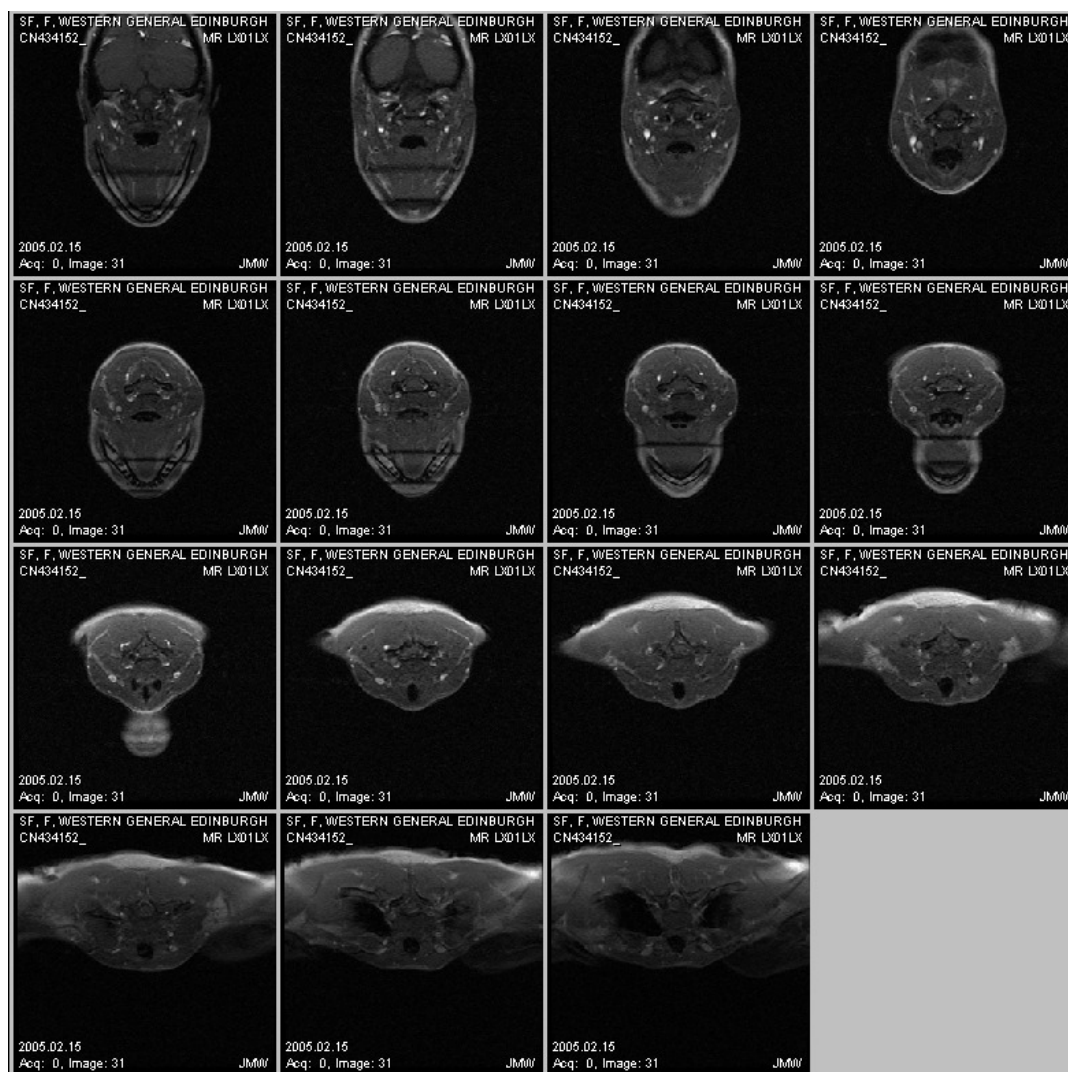 SF, F, WESTERN GENERAL EDINBURGH
CN434152_ MR LX01LX
2005.02.15
Acq: 0, Image: 31 JMW
SF, F, WESTERN GENERAL EDINBURGH
CN434152_ MR LX01LX
2005.02.15
Acq: 0, Image: 31 JMW
SF, F, WESTERN GENERAL EDINBURGH
CN434152_ MR LX01LX
2005.02.15
Acq: 0, Image: 31 JMW
SF, F, WESTERN GENERAL EDINBURGH
CN434152_ MR LX01LX
2005.02.15
Acq: 0, Image: 31 JMW
SF, F, WESTERN GENERAL EDINBURGH
CN434152_ MR LX01LX
2005.02.15
Acq: 0, Image: 31 JMW
SF, F, WESTERN GENERAL EDINBURGH
CN434152_ MR LX01LX
2005.02.15
Acq: 0, Image: 31 JMW
SF, F, WESTERN GENERAL EDINBURGH
CN434152_ MR LX01LX
2005.02.15
Acq: 0, Image: 31 JMW
SF, F, WESTERN GENERAL EDINBURGH
CN434152_ MR LX01LX
2005.02.15
Acq: 0, Image: 31 JMW
SF, F, WESTERN GENERAL EDINBURGH
CN434152_ MR LX01LX
2005.02.15
Acq: 0, Image: 31 JMW
SF, F, WESTERN GENERAL EDINBURGH
CN434152_ MR LX01LX
2005.02.15
Acq: 0, Image: 31 JMW
SF, F, WESTERN GENERAL EDINBURGH
CN434152_ MR LX01LX
2005.02.15
Acq: 0, Image: 31 JMW
SF, F, WESTERN GENERAL EDINBURGH
CN434152_ MR LX01LX
2005.02.15
Acq: 0, Image: 31 JMW
SF, F, WESTERN GENERAL EDINBURGH
CN434152_ MR LX01LX
2005.02.15
Acq: 0, Image: 31 JMW
SF, F, WESTERN GENERAL EDINBURGH
CN434152_ MR LX01LX
2005.02.15
Acq: 0, Image: 31 JMW
SF, F, WESTERN GENERAL EDINBURGH
CN434152_ MR LX01LX
2005.02.15
Acq: 0, Image: 31 JMW